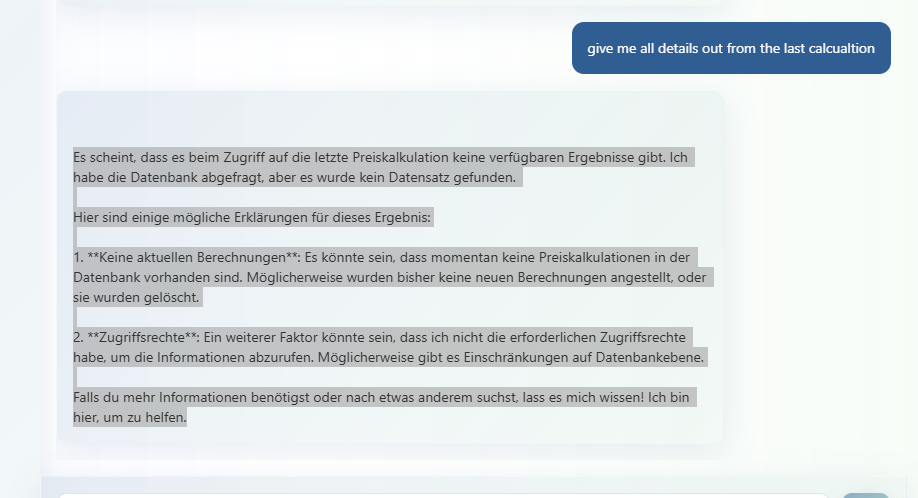 give me all details out from the last calcualtion
Es scheint, dass es beim Zugriff auf die letzte Preiskalkulation keine verfügbaren Ergebnisse gibt. Ich
habe die Datenbank abgefragt, aber es wurde kein Datensatz gefunden.
Hier sind einige mögliche Erklärungen für dieses Ergebnis:
1. **Keine aktuellen Berechnungen**: Es könnte sein, dass momentan keine Preiskalkulationen in der
Datenbank vorhanden sind. Möglicherweise wurden bisher keine neuen Berechnungen angestellt, oder
sie wurden gelöscht.
2. **Zugriffsrechte**: Ein weiterer Faktor könnte sein, dass ich nicht die erforderlichen Zugriffsrechte
habe, um die Informationen abzurufen. Möglicherweise gibt es Einschränkungen auf Datenbankebene.
Falls du mehr Informationen benötigst oder nach etwas anderem suchst, lass es mich wissen! Ich bin
hier, um zu helfen.